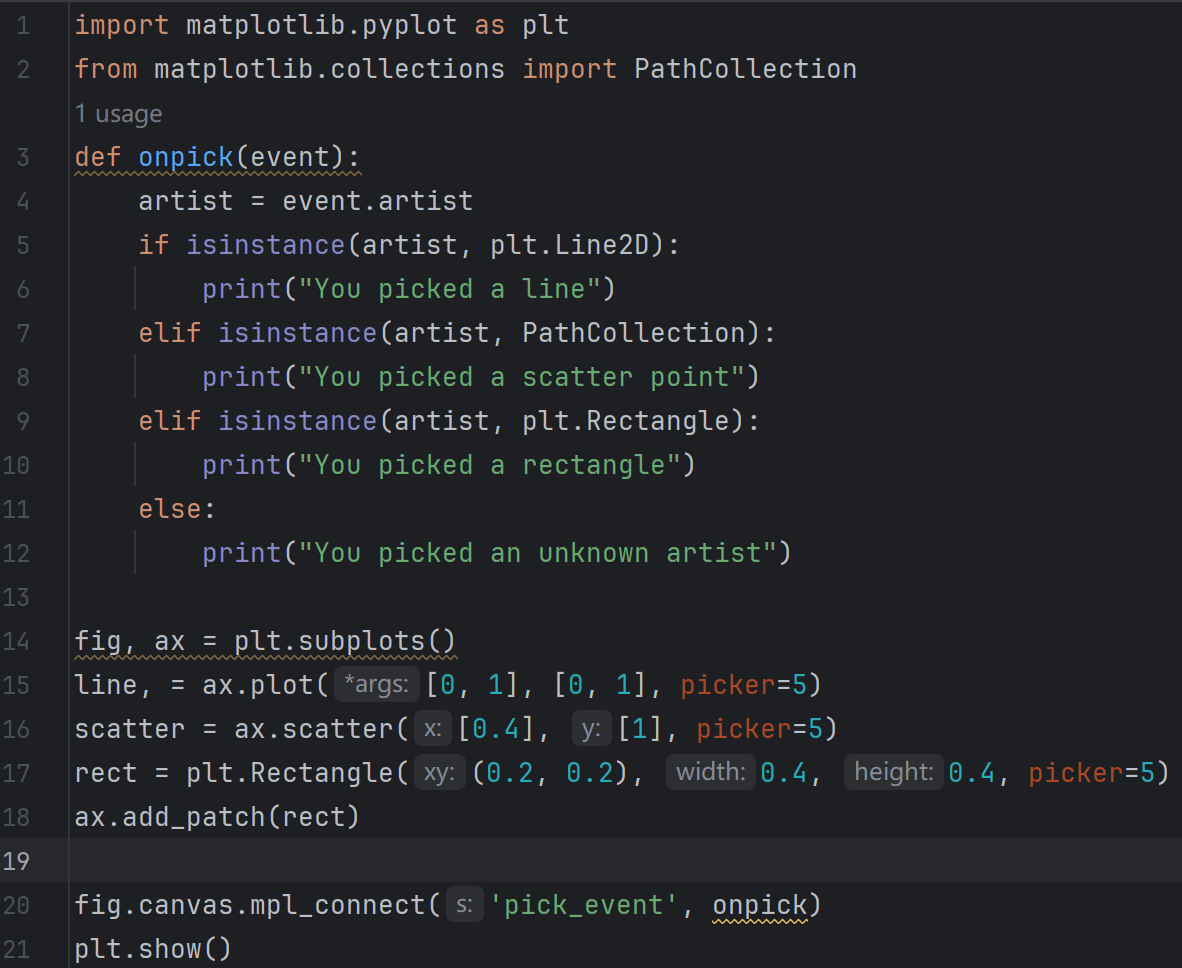 1 import matplotlib.pyplot as plt
2 from matplotlib.collections import PathCollection
1 usage
3 def onpick(event):
4     artist = event.artist
5     if isinstance(artist, plt.Line2D):
6         print("You picked a line")
7     elif isinstance(artist, PathCollection):
8         print("You picked a scatter point")
9     elif isinstance(artist, plt.Rectangle):
10         print("You picked a rectangle")
11     else:
12         print("You picked an unknown artist")
13
14 fig, ax = plt.subplots()
15 line, = ax.plot( *args: [0, 1], [0, 1], picker=5)
16 scatter = ax.scatter( x: [0.4], y: [1], picker=5)
17 rect = plt.Rectangle( xy: (0.2, 0.2), width: 0.4, height: 0.4, picker=5)
18 ax.add_patch(rect)
19
20 fig.canvas.mpl_connect( s: 'pick_event', onpick)
21 plt.show()